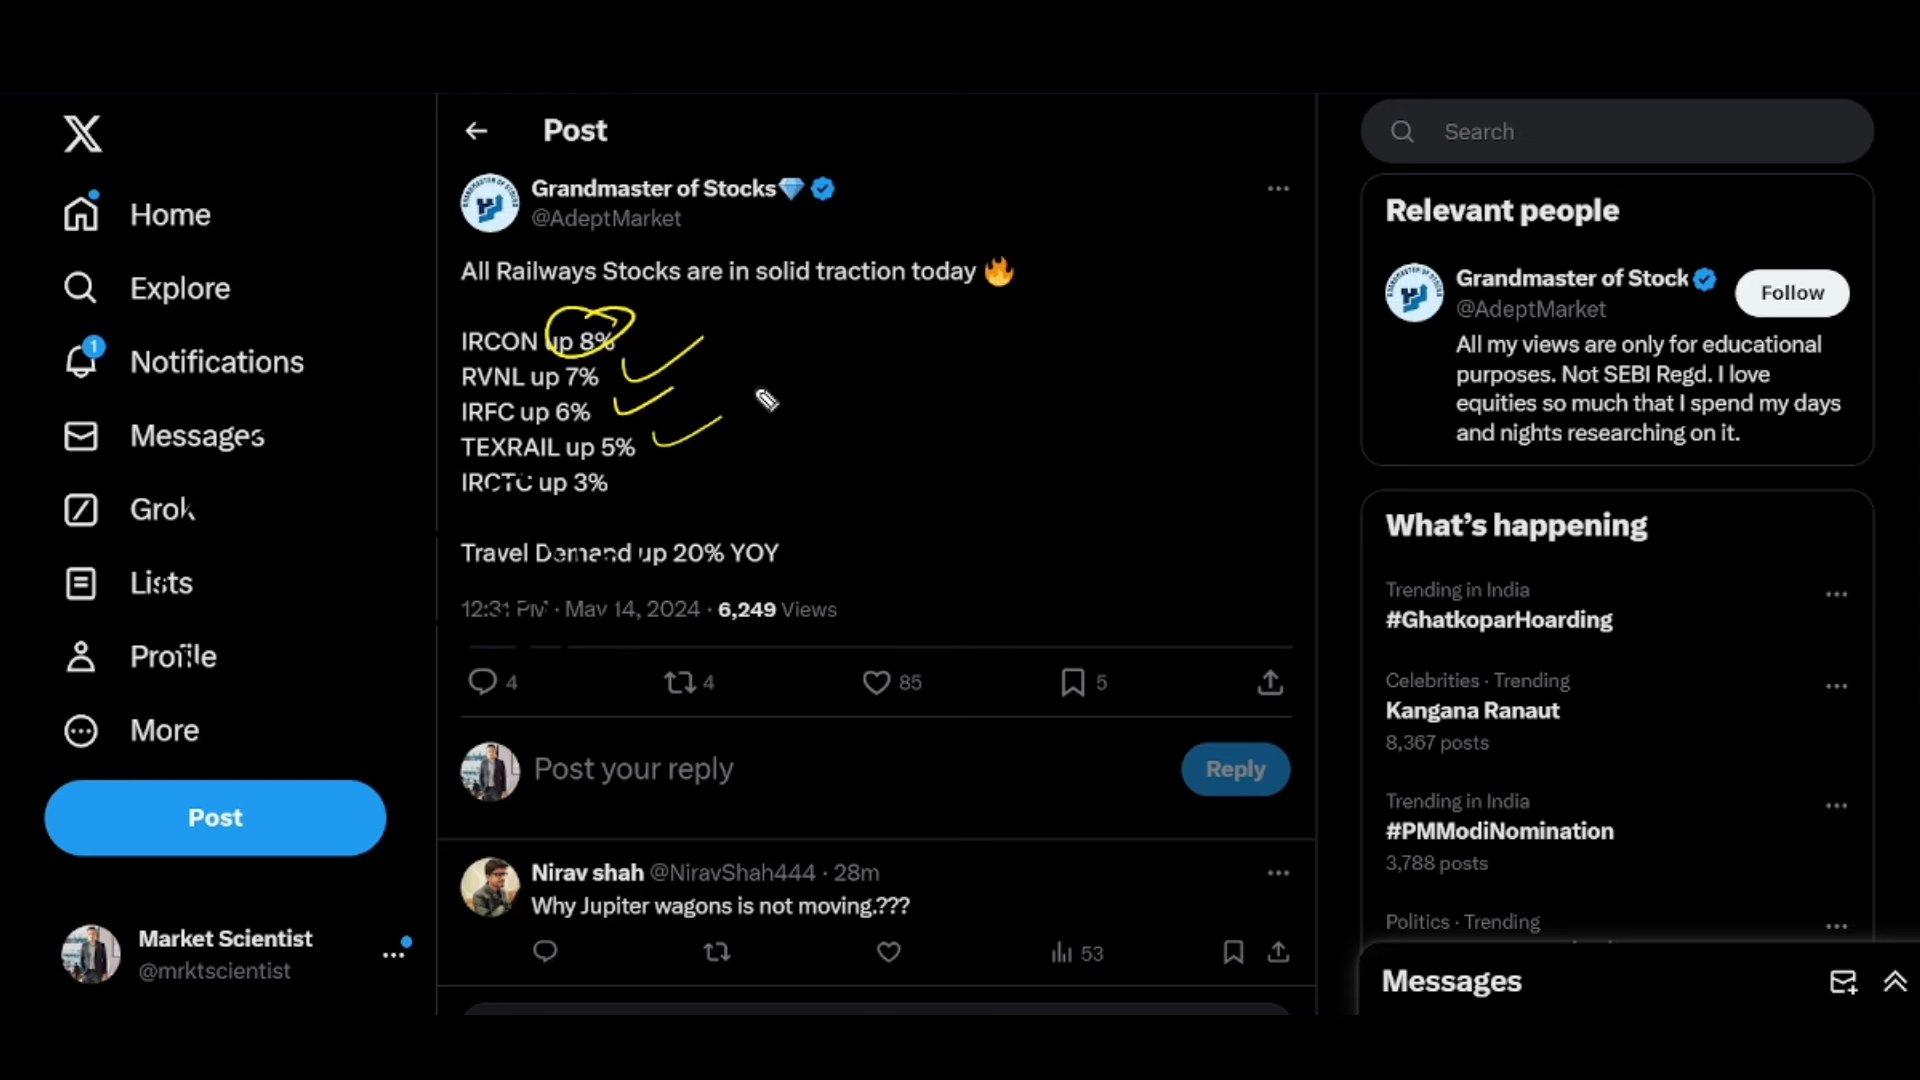 Home
Explore
1
Notifications
Messages
Grok
Lists
Profile
More
Post
Market Scientist
@mrktscientist
Post
Grandmaster of Stocks
@AdeptMarket
All Railways Stocks are in solid traction today 🔥
IRCON up 8%
RVNL up 7%
IRFC up 6%
TEXRAIL up 5%
IRCTC up 3%
Travel Demand up 20% YOY
12:31 PM · May 14, 2024 · 6,249 Views
4 4 85 5
Post your reply
Reply
Nirav shah @NiravShah444 · 28m
Why Jupiter wagons is not moving.???
53
Search
Relevant people
Grandmaster of Stock
@AdeptMarket
Follow
All my views are only for educational
purposes. Not SEBI Regd. I love
equities so much that I spend my days
and nights researching on it.
What's happening
Trending in India
#GhatkoparHoarding
Celebrities · Trending
Kangana Ranaut
8,367 posts
Trending in India
#PMModiNomination
3,788 posts
Politics · Trending
Messages